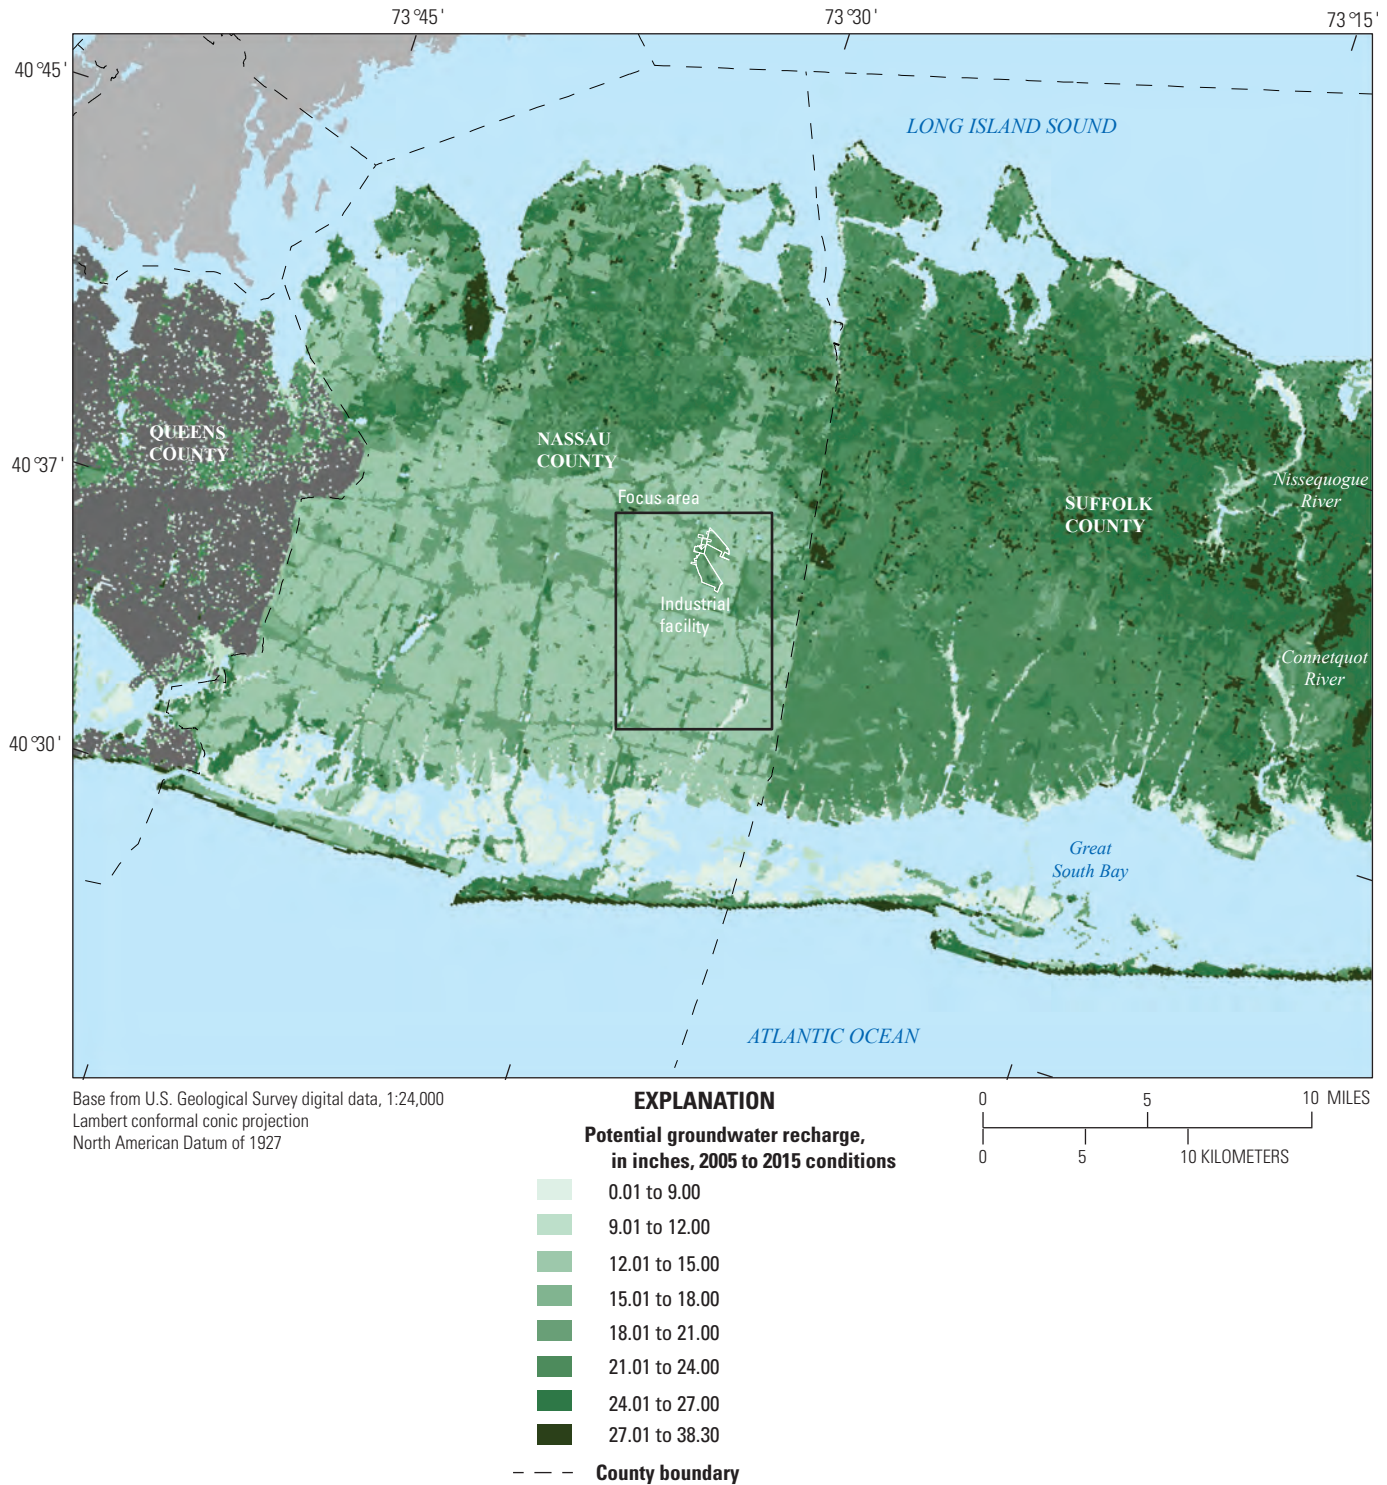 73°45'
73°30'
73°15'
40°45'
LONG ISLAND SOUND
QUEENS
COUNTY
NASSAU
COUNTY
40°37'
Focus area
Nissequogue
River
SUFFOLK
COUNTY
Industrial
facility
Connetquot
River
40°30'
Great
South Bay
ATLANTIC OCEAN
Base from U.S. Geological Survey digital data, 1:24,000
Lambert conformal conic projection
North American Datum of 1927
0 5 10 MILES
0 5 10 KILOMETERS
EXPLANATION
Potential groundwater recharge,
in inches, 2005 to 2015 conditions
0.01 to 9.00
9.01 to 12.00
12.01 to 15.00
15.01 to 18.00
18.01 to 21.00
21.01 to 24.00
24.01 to 27.00
27.01 to 38.30
County boundary